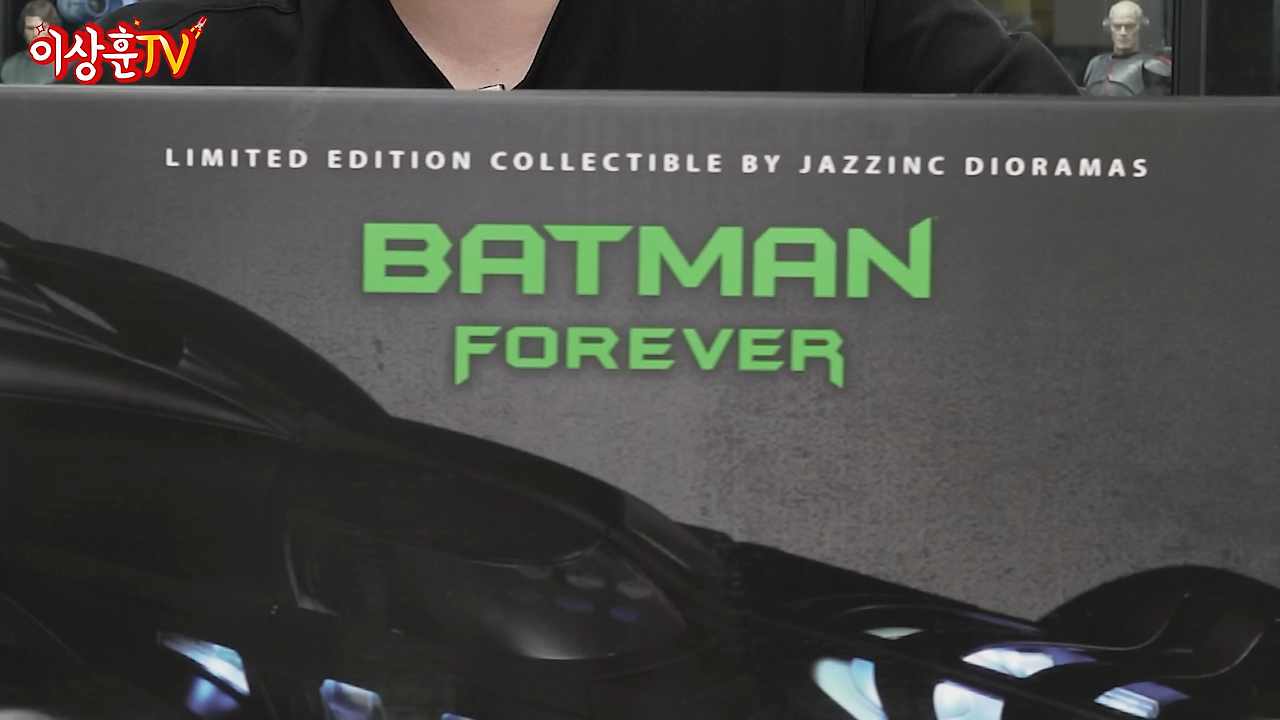 이상훈TV
LIMITED EDITION COLLECTIBLE BY JAZZINC DIORAMAS
BATMAN
FOREVER